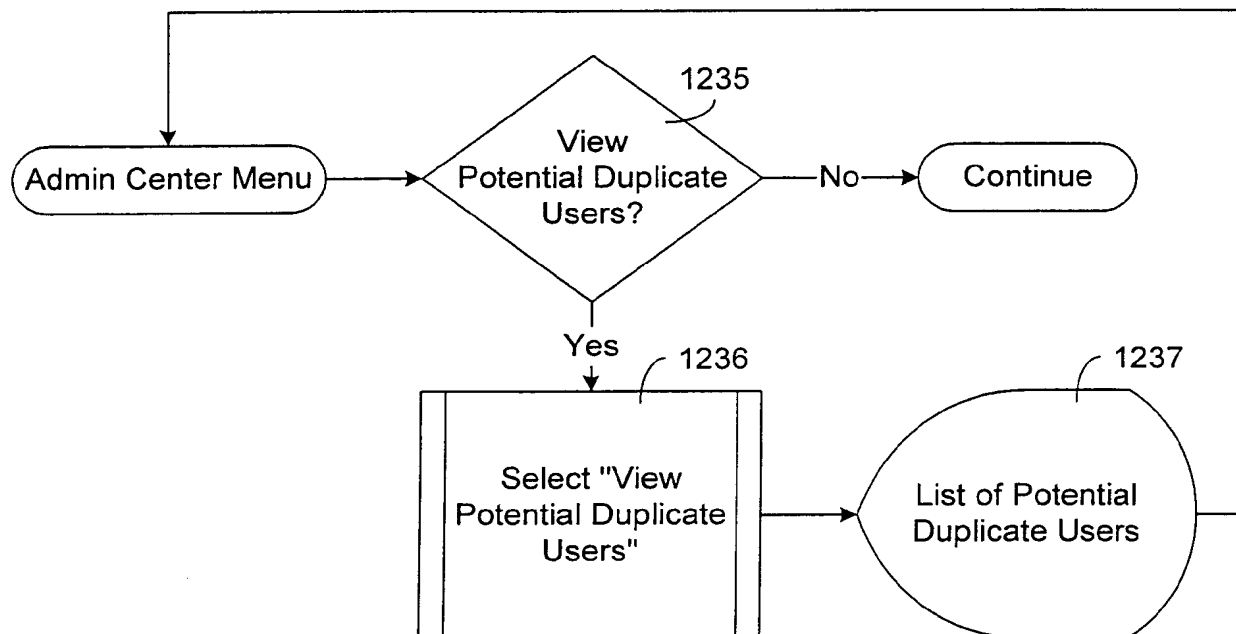 1235
View
Potential Duplicate
Users?
Admin Center Menu
No
Continue
Yes
1236
1237
Select "View
Potential Duplicate
Users"
List of Potential
Duplicate Users